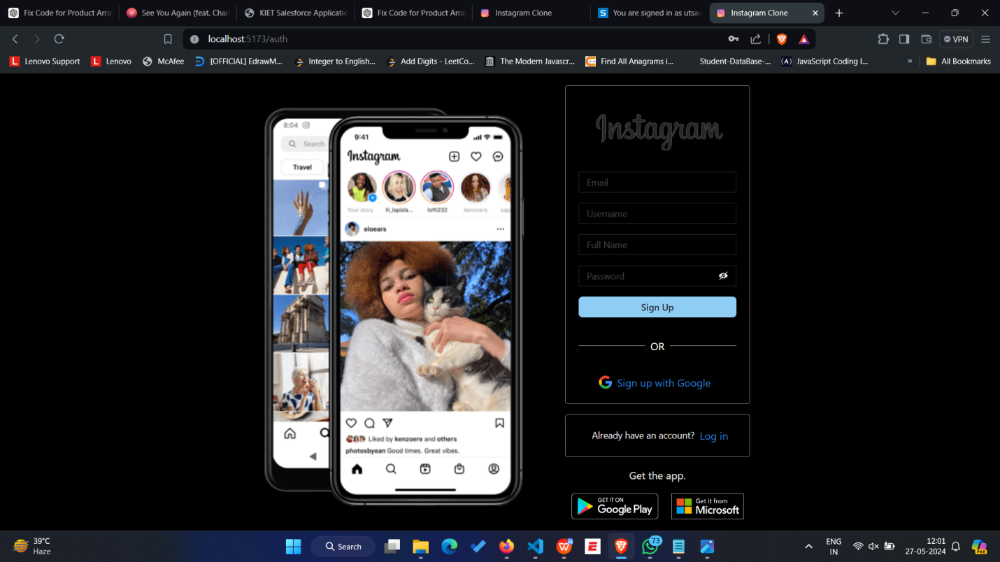 Fix Code for Product Arra
See You Again (feat. Charl
KIET Salesforce Applicatio
Fix Code for Product Arra
Instagram Clone
You are signed in as utsav
Instagram Clone
localhost:5173/auth
VPN
Lenovo Support
Lenovo
McAfee
[OFFICIAL] EdrawM...
Integer to English...
Add Digits - LeetCo...
The Modern Javascr...
Find All Anagrams i...
Student-DataBase-...
JavaScript Coding I...
»
All Bookmarks
8:04
Search
Travel
9:41
Instagram
Your story
lil_lapisla...
lofti232
kenzoere
eloears
Liked by kenzoere and others
photosbyean Good times. Great vibes.
Instagram
Email
Username
Full Name
Password
Sign Up
OR
Sign up with Google
Already have an account? Log in
Get the app.
GET IT ON
Google Play
Get it from
Microsoft
39°C
Haze
Search
73
ENG
IN
12:01
27-05-2024
PRE